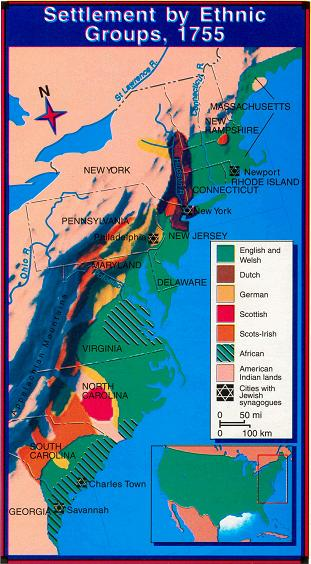 Settlement by Ethnic
Groups, 1755
N
St Lawrence R.
Connecticut R.
MASSACHUSETTS
NEW
HAMPSHIRE
Newport
RHODE ISLAND
CONNECTICUT
NEW YORK
New York
PENNSYLVANIA
Philadelphia
NEW JERSEY
Ohio R.
MARYLAND
DELAWARE
Appalachian Mountains
VIRGINIA
NORTH
CAROLINA
SOUTH
CAROLINA
Charles Town
GEORGIA
Savannah
English and
Welsh
Dutch
German
Scottish
Scots-Irish
African
American
Indian lands
Cities with
Jewish
synagogues
0 50 mi
0 100 km